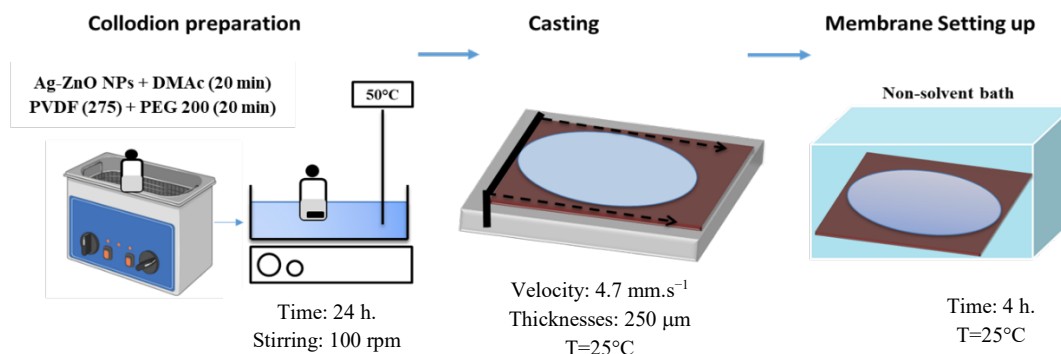 Collodion preparation
Ag-ZnO NPs + DMAc (20 min)
PVDF (275) + PEG 200 (20 min)
50°C
Time: 24 h.
Stirring: 100 rpm
Casting
Velocity: 4.7 mm.s⁻¹
Thicknesses: 250 μm
T=25°C
Membrane Setting up
Non-solvent bath
Time: 4 h.
T=25°C